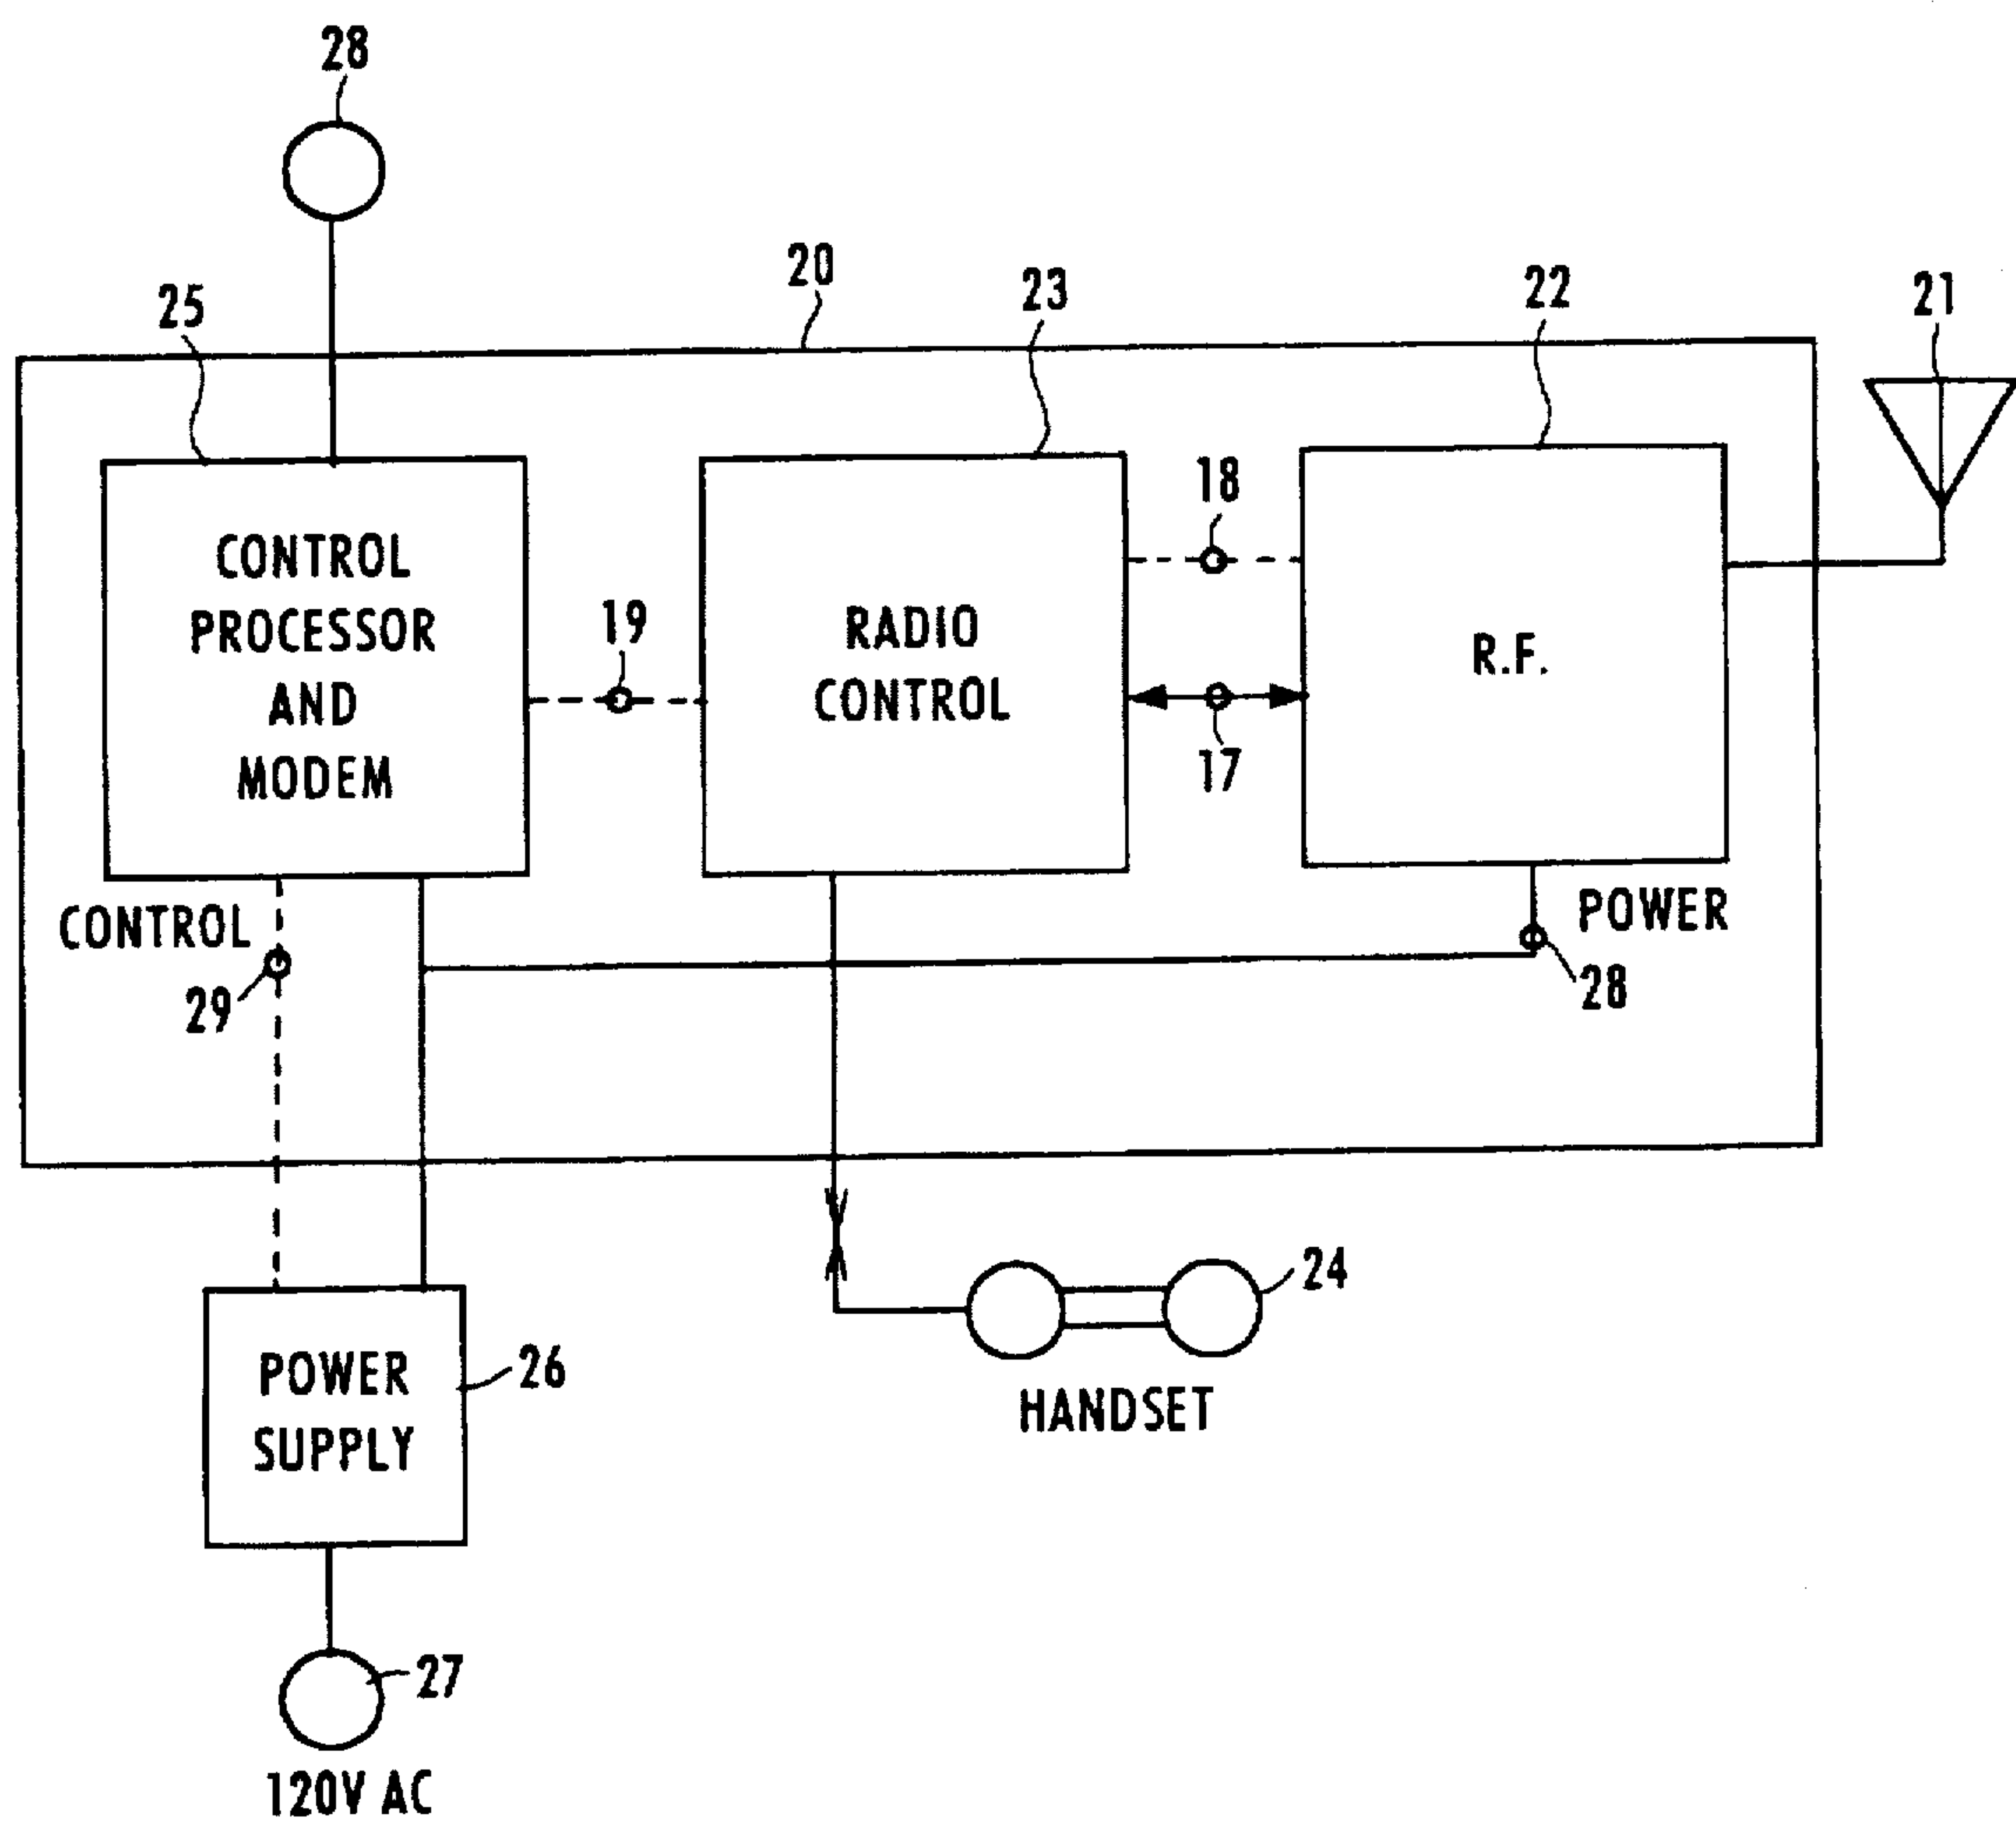 28
20
23
22
21
25
18
CONTROL
PROCESSOR
AND
MODEM
19
RADIO
CONTROL
R.F.
17
CONTROL
POWER
29
28
24
POWER
SUPPLY
26
HANDSET
27
120V AC